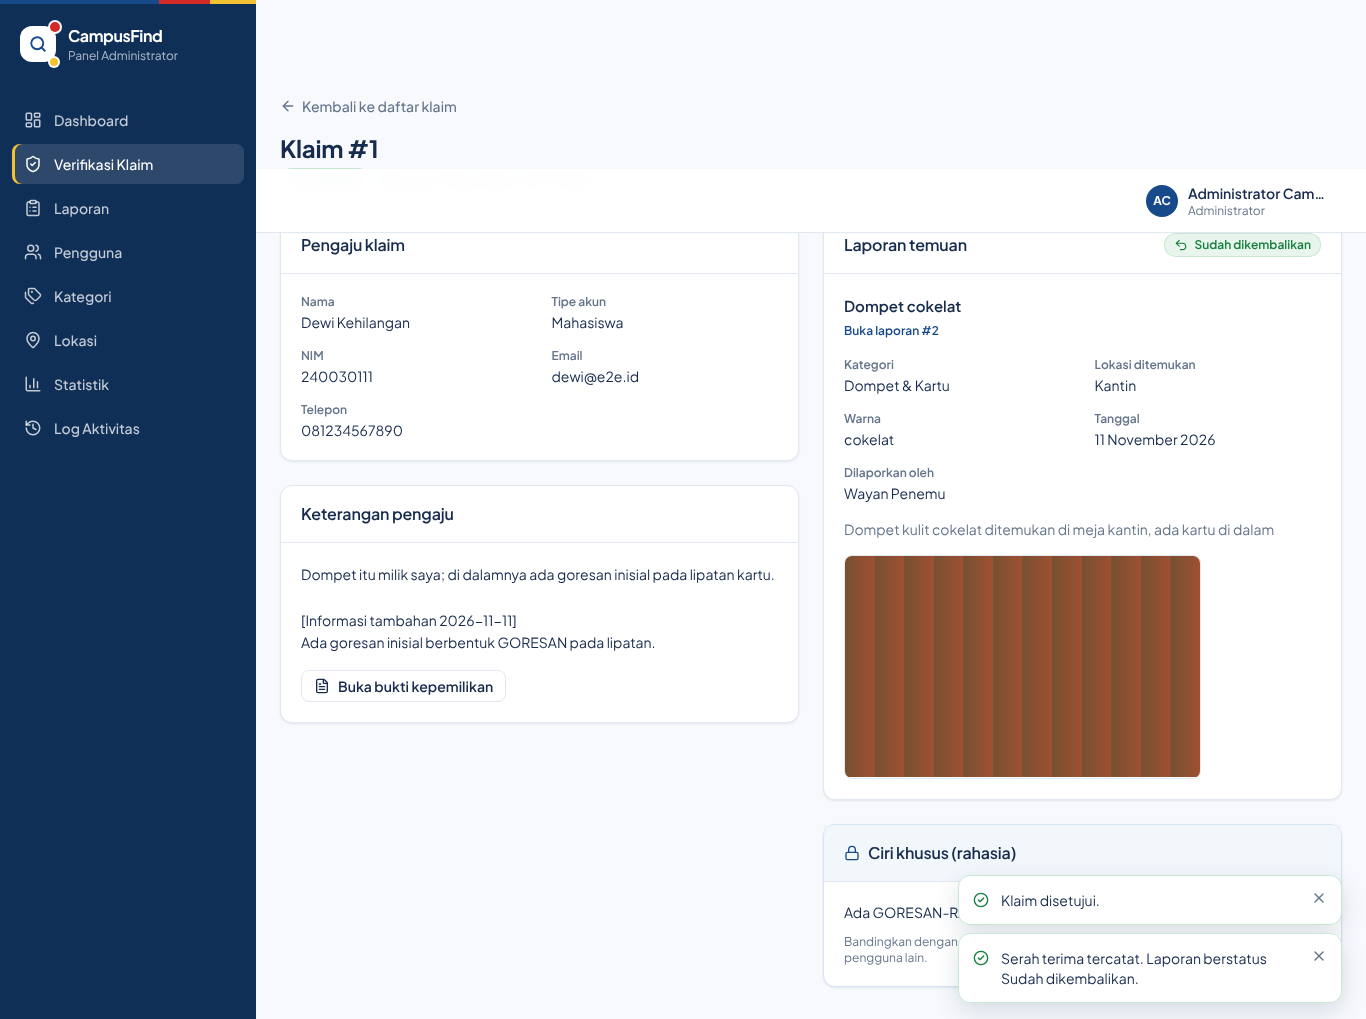 CampusFind
Panel Administrator
Dashboard
Verifikasi Klaim
Laporan
Pengguna
Kategori
Lokasi
Statistik
Log Aktivitas
Kembali ke daftar klaim
Klaim #1
AC
Administrator Cam...
Administrator
Pengaju klaim
Nama
Dewi Kehilangan
Tipe akun
Mahasiswa
NIM
240030111
Email
dewi@e2e.id
Telepon
081234567890
Keterangan pengaju
Dompet itu milik saya; di dalamnya ada goresan inisial pada lipatan kartu.
[Informasi tambahan 2026-11-11]
Ada goresan inisial berbentuk GORESAN pada lipatan.
Buka bukti kepemilikan
Laporan temuan
Sudah dikembalikan
Dompet cokelat
Buka laporan #2
Kategori
Dompet & Kartu
Lokasi ditemukan
Kantin
Warna
cokelat
Tanggal
11 November 2026
Dilaporkan oleh
Wayan Penemu
Dompet kulit cokelat ditemukan di meja kantin, ada kartu di dalam
Ciri khusus (rahasia)
Ada GORESAN-R
Bandingkan dengan
pengguna lain.
Klaim disetujui.
Serah terima tercatat. Laporan berstatus
Sudah dikembalikan.